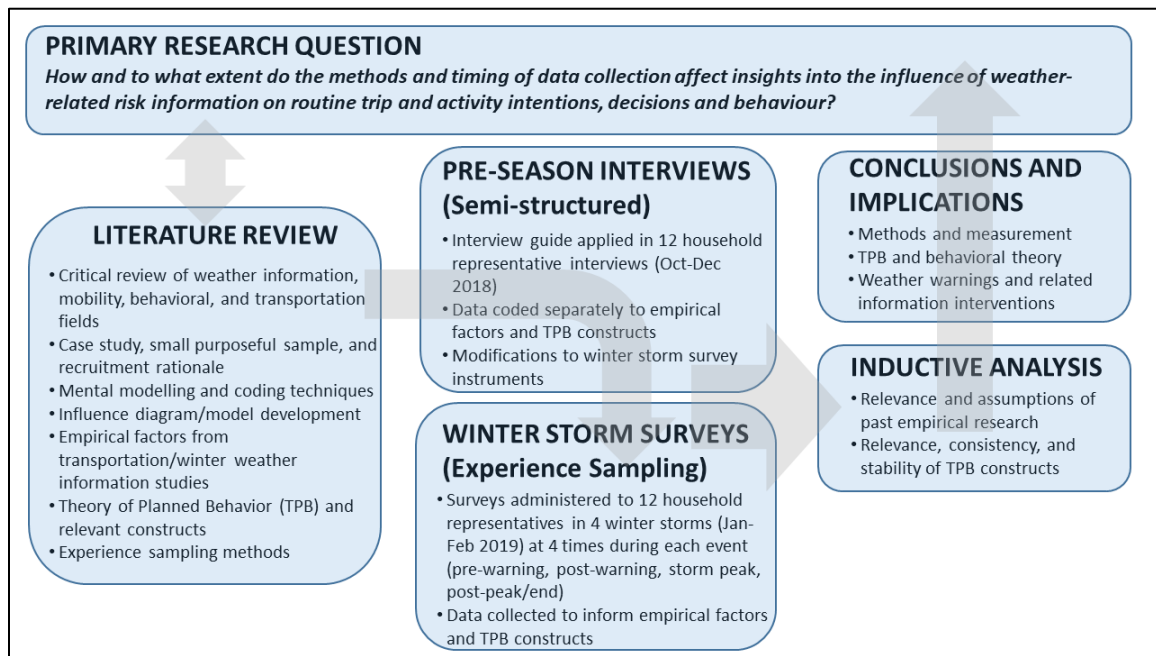 PRIMARY RESEARCH QUESTION
How and to what extent do the methods and timing of data collection affect insights into the influence of weather-
related risk information on routine trip and activity intentions, decisions and behaviour?
LITERATURE REVIEW
• Critical review of weather information,
mobility, behavioral, and transportation
fields
• Case study, small purposeful sample, and
recruitment rationale
• Mental modelling and coding techniques
• Influence diagram/model development
• Empirical factors from
transportation/winter weather
information studies
• Theory of Planned Behavior (TPB) and
relevant constructs
• Experience sampling methods
PRE-SEASON INTERVIEWS
(Semi-structured)
• Interview guide applied in 12 household
representative interviews (Oct-Dec
2018)
• Data coded separately to empirical
factors and TPB constructs
• Modifications to winter storm survey
instruments
WINTER STORM SURVEYS
(Experience Sampling)
• Surveys administered to 12 household
representatives in 4 winter storms (Jan-
Feb 2019) at 4 times during each event
(pre-warning, post-warning, storm peak,
post-peak/end)
• Data collected to inform empirical factors
and TPB constructs
CONCLUSIONS AND
IMPLICATIONS
• Methods and measurement
• TPB and behavioral theory
• Weather warnings and related
information interventions
INDUCTIVE ANALYSIS
• Relevance and assumptions of
past empirical research
• Relevance, consistency, and
stability of TPB constructs